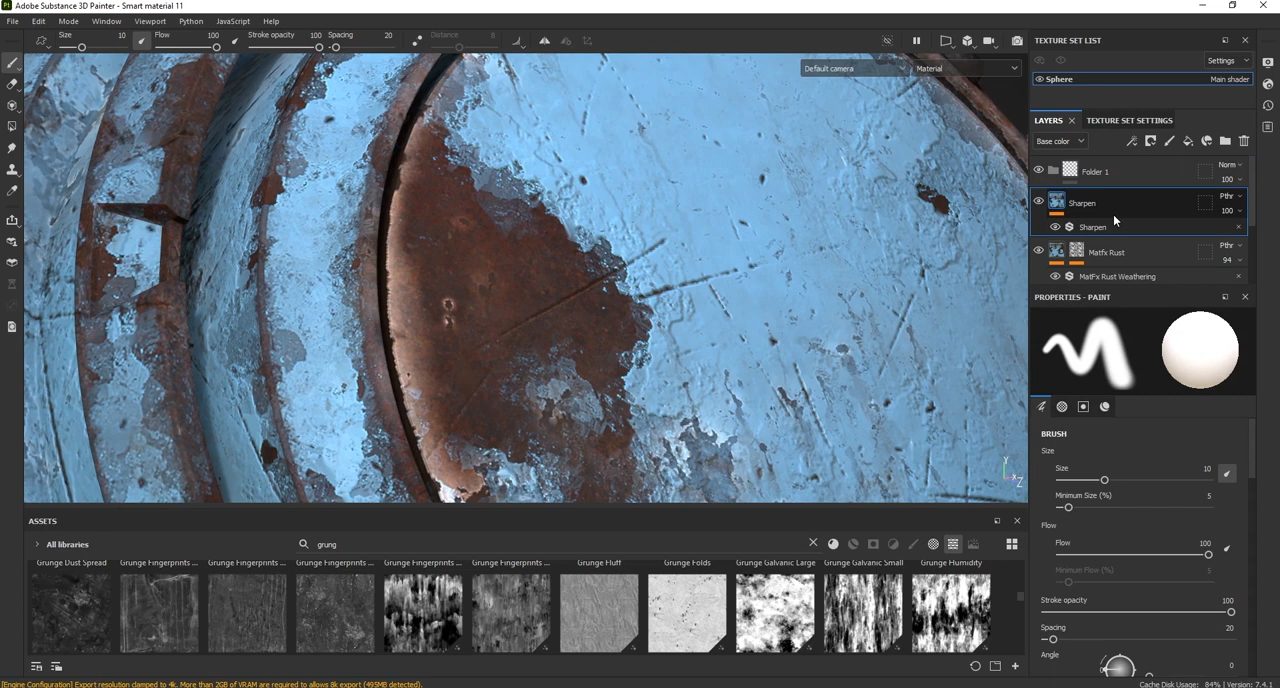 Pt Adobe Substance 3D Painter - Smart material 11
File Edit Mode Window Viewport Python JavaScript Help
Size 10 Flow 100 Stroke opacity 100 Spacing 20 Distance 8
Default camera Material
TEXTURE SET LIST
Settings
Sphere Main shader
LAYERS TEXTURE SET SETTINGS
Base color
Folder 1 Norm 100
Sharpen Pthr 100
Sharpen
Matfx Rust Pthr 94
MatFx Rust Weathering
PROPERTIES - PAINT
BRUSH
Size
Size 10
Minimum Size (%) 5
Flow
Flow 100
Minimum Flow (%) 5
Stroke opacity 100
Spacing 20
Angle 0
Y
X
Z
ASSETS
All libraries grung
Grunge Dust Spread Grunge Fingerprints ... Grunge Fingerprints ... Grunge Fingerprints ... Grunge Fingerprints ... Grunge Fingerprints ... Grunge Fluff Grunge Folds Grunge Galvanic Large Grunge Galvanic Small Grunge Humidity
[Engine Configuration] Export resolution clamped to 4k. More than 2GB of VRAM are required to allows 8k export (495MB detected).
Cache Disk Usage: 84% | Version: 7.4.1